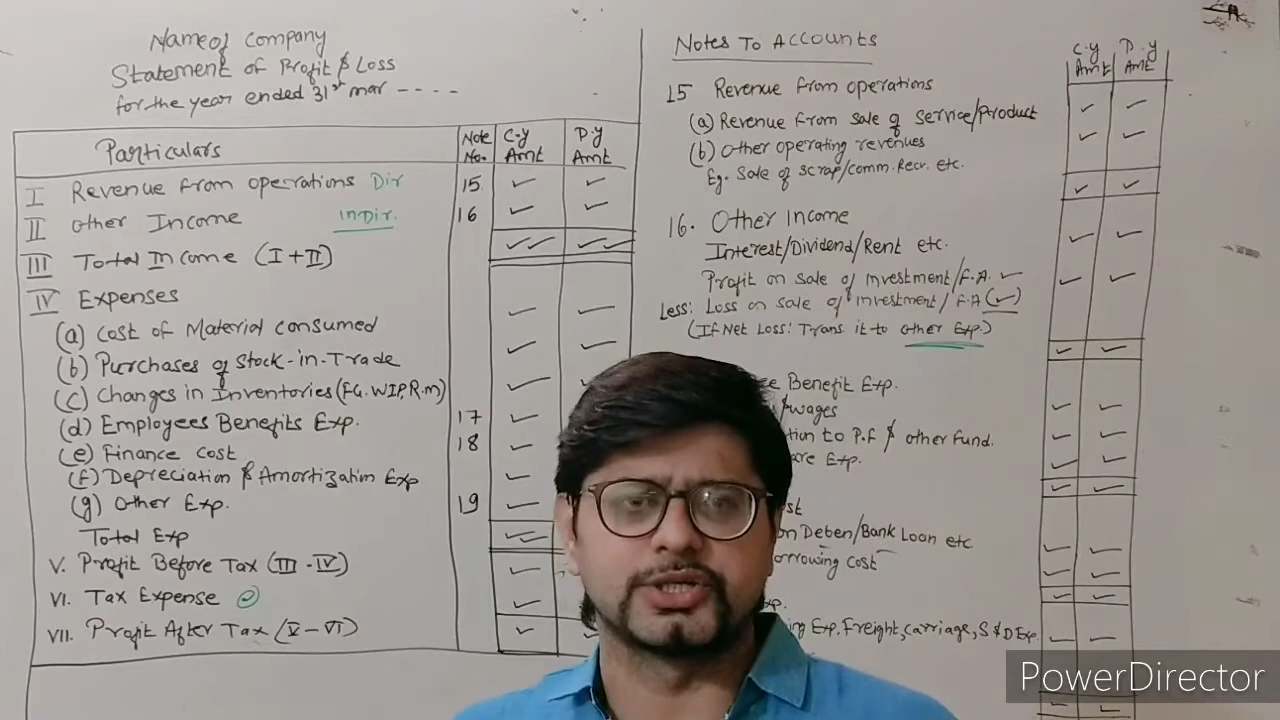 Name of Company
Statement of Profit & Loss
for the year ended 31st mar - - - -
Particulars
Note No.
C.Y Amt
P.Y Amt
I Revenue from operations Dir 15
II Other Income InDir. 16
III Total Income (I+II)
IV Expenses
(a) Cost of Material consumed
(b) Purchases of Stock-in-Trade
(c) Changes in Inventories (FG. WIP, R.m)
(d) Employees Benefits Exp. 17
(e) Finance Cost 18
(f) Depreciation & Amortization Exp
(g) Other Exp. 19
Total Exp
V. Profit Before Tax (III - IV)
VI. Tax Expense
VII. Profit After Tax (V - VI)
Notes To Accounts
C.Y Amt
P.Y Amt
15 Revenue from operations
(a) Revenue from sale of service/Product
(b) Other operating revenues
Eg. Sale of scrap/comm. Recv. etc.
16. Other Income
Interest/Dividend/Rent etc.
Profit on sale of investment/F.A.
Less: Loss on sale of investment/F.A
(If Net Loss: Trans it to other Exp.)
Benefit Exp.
& wages
to P.F & other Fund.
Exp.
on Deben/Bank Loan etc
cost
Exp. Freight, carriage, S & D Exp.
PowerDirector